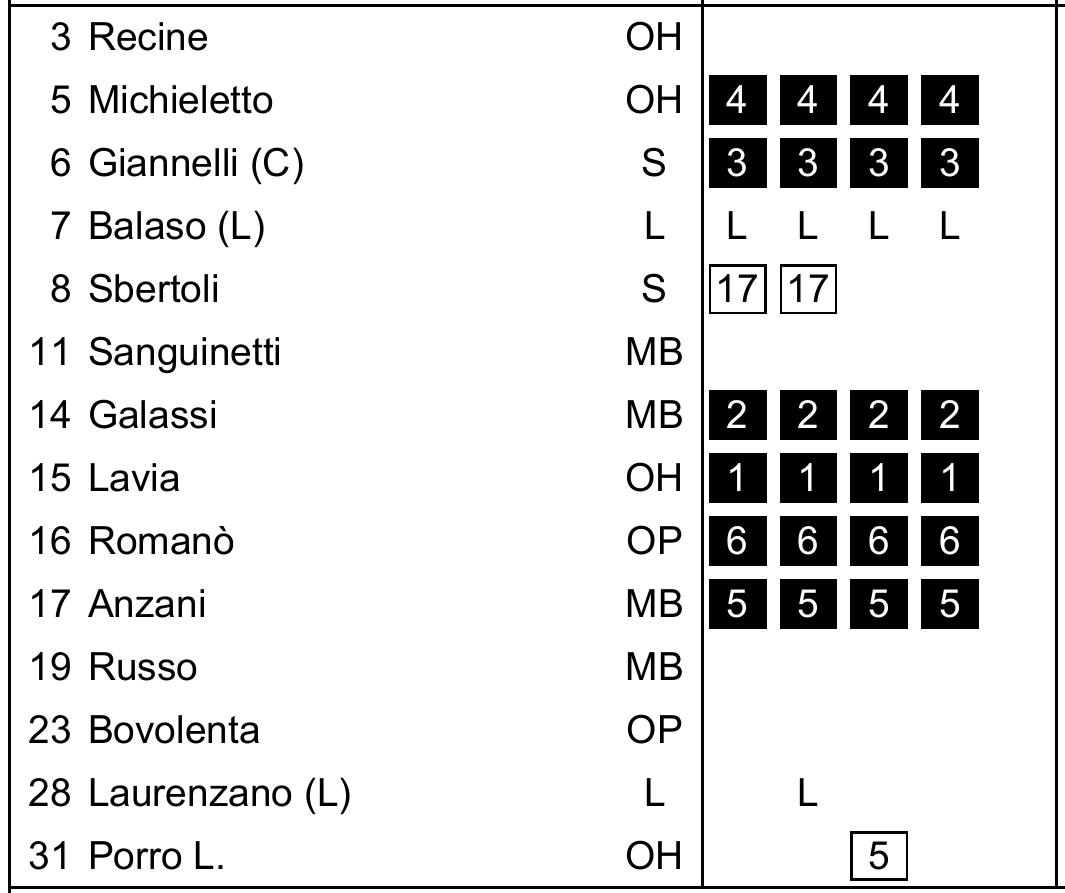 3 Recine OH
5 Michieletto OH 4 4 4 4
6 Giannelli (C) S 3 3 3 3
7 Balaso (L) L L L L L
8 Sbertoli S 17 17
11 Sanguinetti MB
14 Galassi MB 2 2 2 2
15 Lavia OH 1 1 1 1
16 Romanò OP 6 6 6 6
17 Anzani MB 5 5 5 5
19 Russo MB
23 Bovolenta OP
28 Laurenzano (L) L L
31 Porro L. OH 5